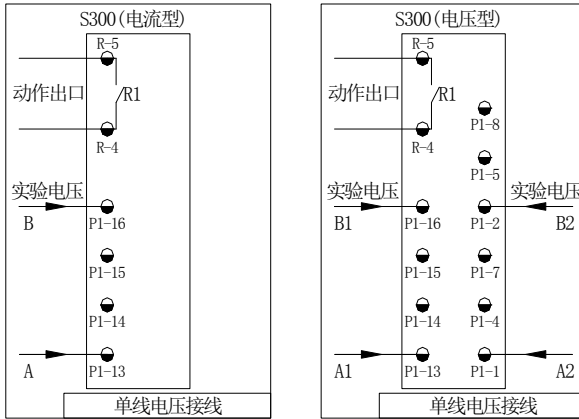 S300(电流型)
R-5
动作出口
R1
R-4
实验电压
B
P1-16
P1-15
P1-14
A
P1-13
单线电压接线
S300(电压型)
R-5
动作出口
R1
P1-8
R-4
P1-5
实验电压
实验电压
B1
P1-16
P1-2
B2
P1-15
P1-7
P1-14
P1-4
A1
P1-13
P1-1
A2
单线电压接线